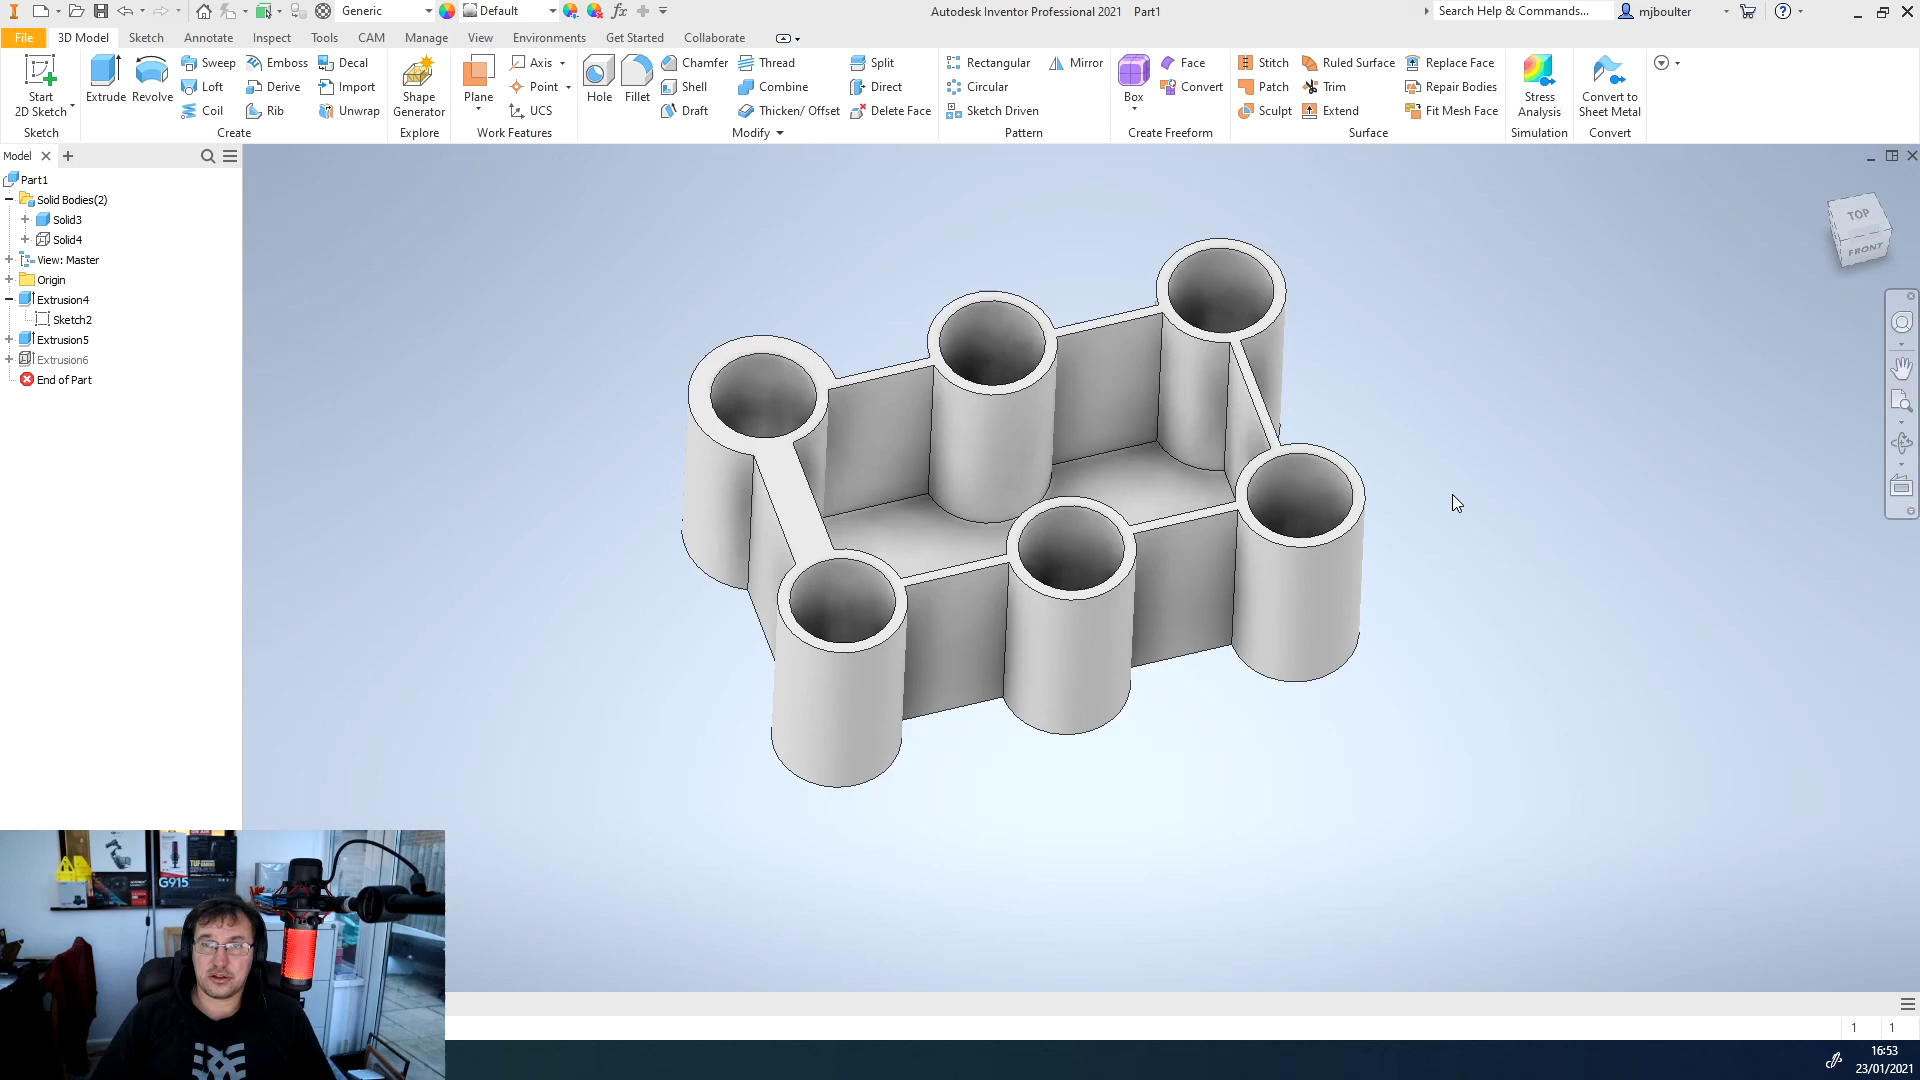 Generic
Default
Autodesk Inventor Professional 2021 Part1
Search Help & Commands...
mjboulter
File
3D Model
Sketch
Annotate
Inspect
Tools
CAM
Manage
View
Environments
Get Started
Collaborate
Start
2D Sketch
Sketch
Extrude
Revolve
Sweep
Loft
Coil
Emboss
Derive
Rib
Decal
Import
Unwrap
Create
Shape
Generator
Explore
Plane
Axis
Point
UCS
Work Features
Hole
Fillet
Chamfer
Shell
Draft
Thread
Combine
Thicken/ Offset
Split
Direct
Delete Face
Modify
Rectangular
Circular
Sketch Driven
Mirror
Pattern
Box
Face
Convert
Create Freeform
Stitch
Patch
Sculpt
Ruled Surface
Trim
Extend
Replace Face
Repair Bodies
Fit Mesh Face
Surface
Stress
Analysis
Simulation
Convert to
Sheet Metal
Convert
Model
Part1
Solid Bodies(2)
Solid3
Solid4
View: Master
Origin
Extrusion4
Sketch2
Extrusion5
Extrusion6
End of Part
TOP
FRONT
G915
1 1
16:53
23/01/2021